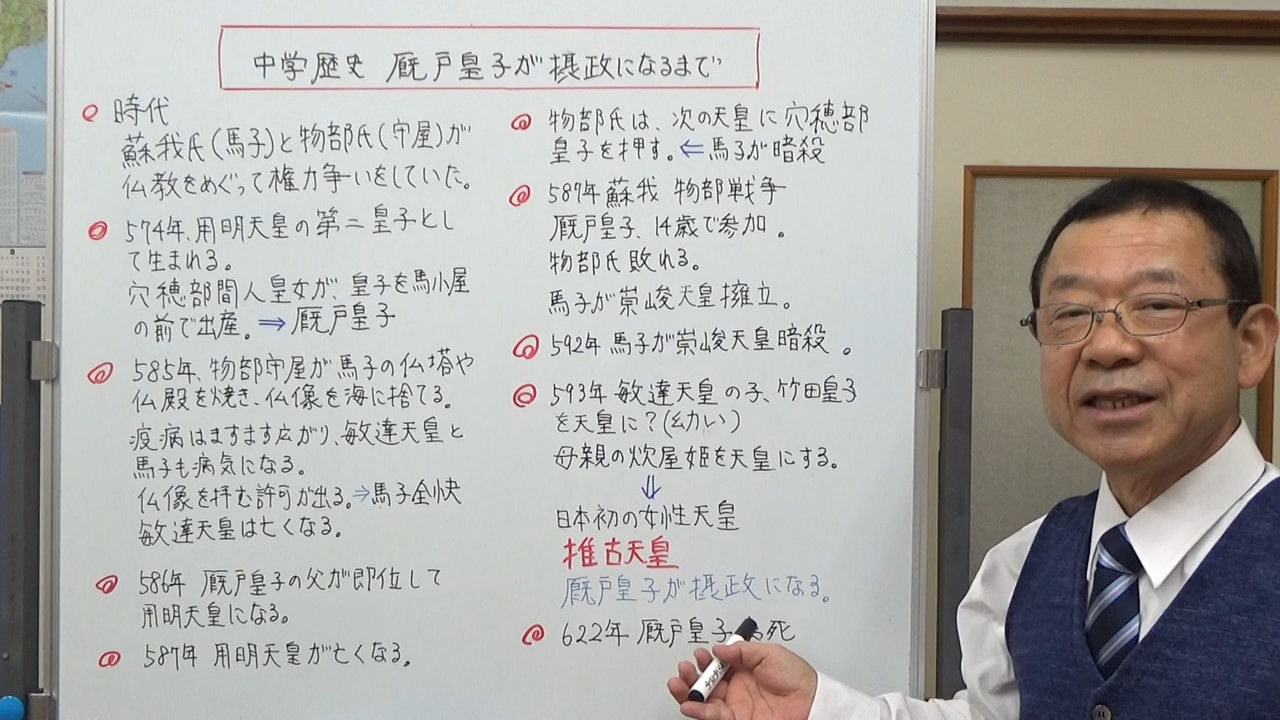 中学歴史 厩戸皇子が摂政になるまで
時代
蘇我氏(馬子)と物部氏(守屋)が
仏教をめぐって権力争いをしていた。
574年、用明天皇の第二皇子とし
て生まれる。
穴穂部間人皇女が、皇子を馬小屋
の前で出産。⇒厩戸皇子
585年、物部守屋が馬子の仏塔や
仏殿を焼き、仏像を海に捨てる。
疫病はますます広がり、敏達天皇と
馬子も病気になる。
仏像を拝む許可が出る。⇒馬子全快
敏達天皇は亡くなる。
586年 厩戸皇子の父が即位して
用明天皇になる。
587年 用明天皇が亡くなる。
物部氏は、次の天皇に穴穂部
皇子を押す。⇐馬子が暗殺
587年 蘇我 物部戦争
厩戸皇子、14歳で参加。
物部氏敗れる。
馬子が崇峻天皇擁立。
592年 馬子が崇峻天皇暗殺。
593年 敏達天皇の子、竹田皇子
を天皇に?(幼い)
母親の炊屋姫を天皇にする。
⇓
日本初の女性天皇
推古天皇
厩戸皇子が摂政になる。
622年 厩戸皇子 死